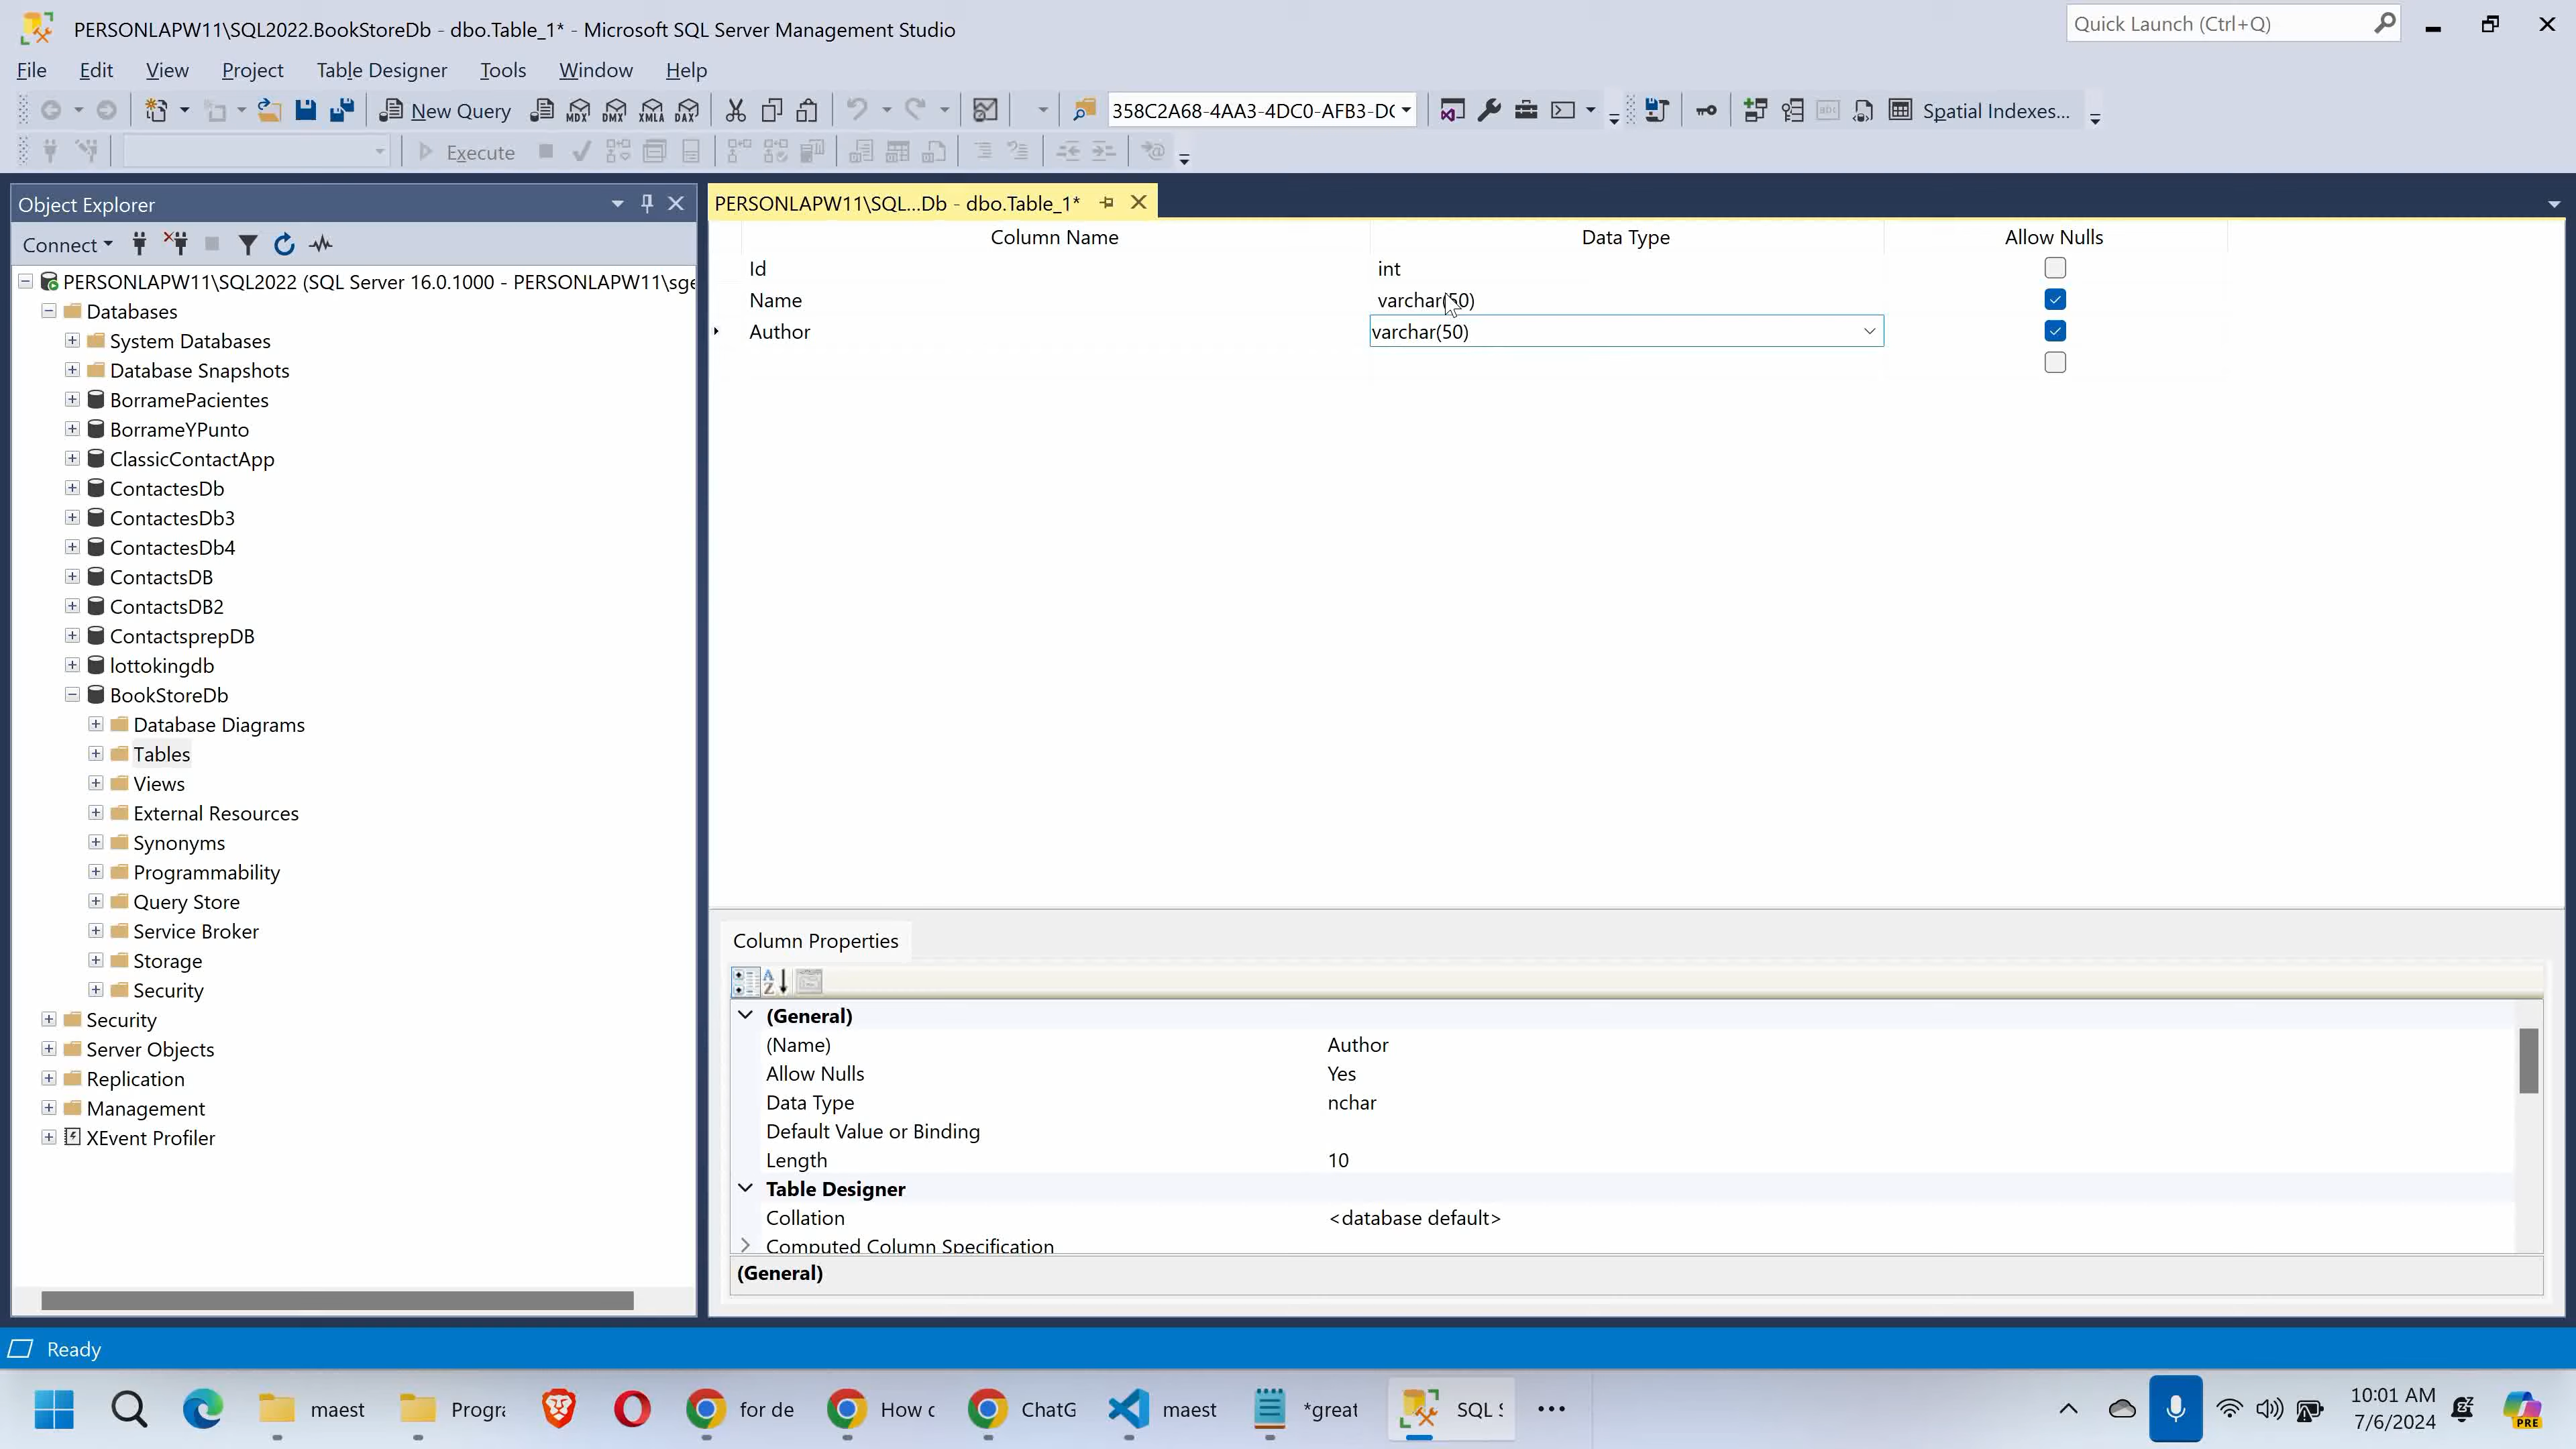 PERSONLAPW11\SQL2022.BookStoreDb - dbo.Table_1* - Microsoft SQL Server Management Studio
Quick Launch (Ctrl+Q)
File Edit View Project Table Designer Tools Window Help
New Query MDX DMX XMLA DAX 358C2A68-4AA3-4DC0-AFB3-D Spatial Indexes...
Execute
Object Explorer
Connect
PERSONLAPW11\SQL2022 (SQL Server 16.0.1000 - PERSONLAPW11\sge
Databases
System Databases
Database Snapshots
BorramePacientes
BorrameYPunto
ClassicContactApp
ContactesDb
ContactesDb3
ContactesDb4
ContactsDB
ContactsDB2
ContactsprepDB
lottokingdb
BookStoreDb
Database Diagrams
Tables
Views
External Resources
Synonyms
Programmability
Query Store
Service Broker
Storage
Security
Security
Server Objects
Replication
Management
XEvent Profiler
PERSONLAPW11\SQL...Db - dbo.Table_1*
Column Name Data Type Allow Nulls
Id int
Name varchar(50)
Author varchar(50)
Column Properties
(General)
(Name) Author
Allow Nulls Yes
Data Type nchar
Default Value or Binding
Length 10
Table Designer
Collation <database default>
Computed Column Specification
(General)
Ready
maest Progra for de How c ChatG maest *great SQL S
10:01 AM
7/6/2024
PRE